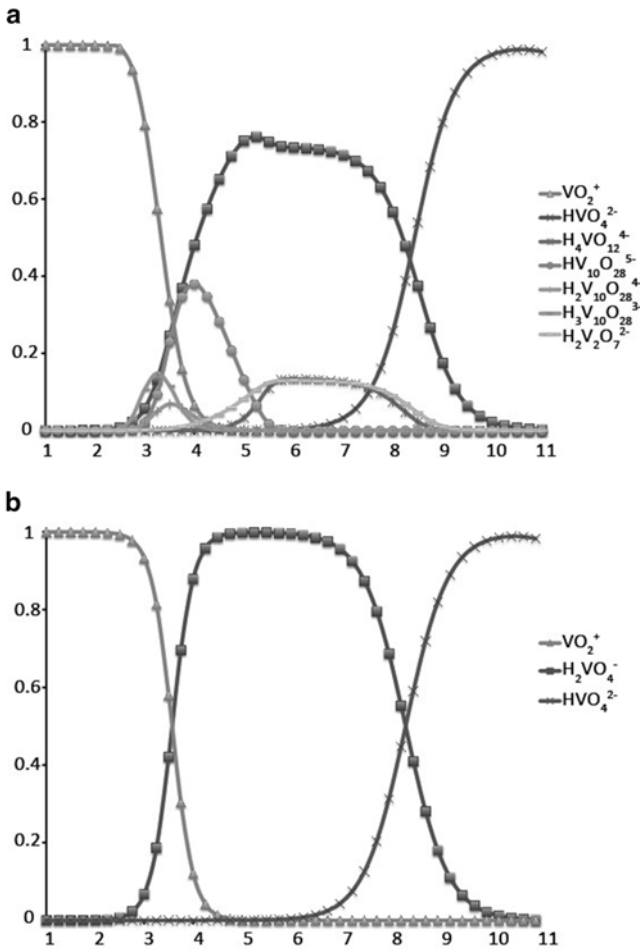 a
1
0.8
0.6
0.4
0.2
0
1 2 3 4 5 6 7 8 9 10 11
VO₂⁺
HVO₄²⁻
H₄VO₁₂⁴⁻
HV₁₀O₂₈⁵⁻
H₂V₁₀O₂₈⁴⁻
H₃V₁₀O₂₈³⁻
H₂V₂O₇²⁻
b
1
0.8
0.6
0.4
0.2
0
1 2 3 4 5 6 7 8 9 10 11
VO₂⁺
H₂VO₄⁻
HVO₄²⁻